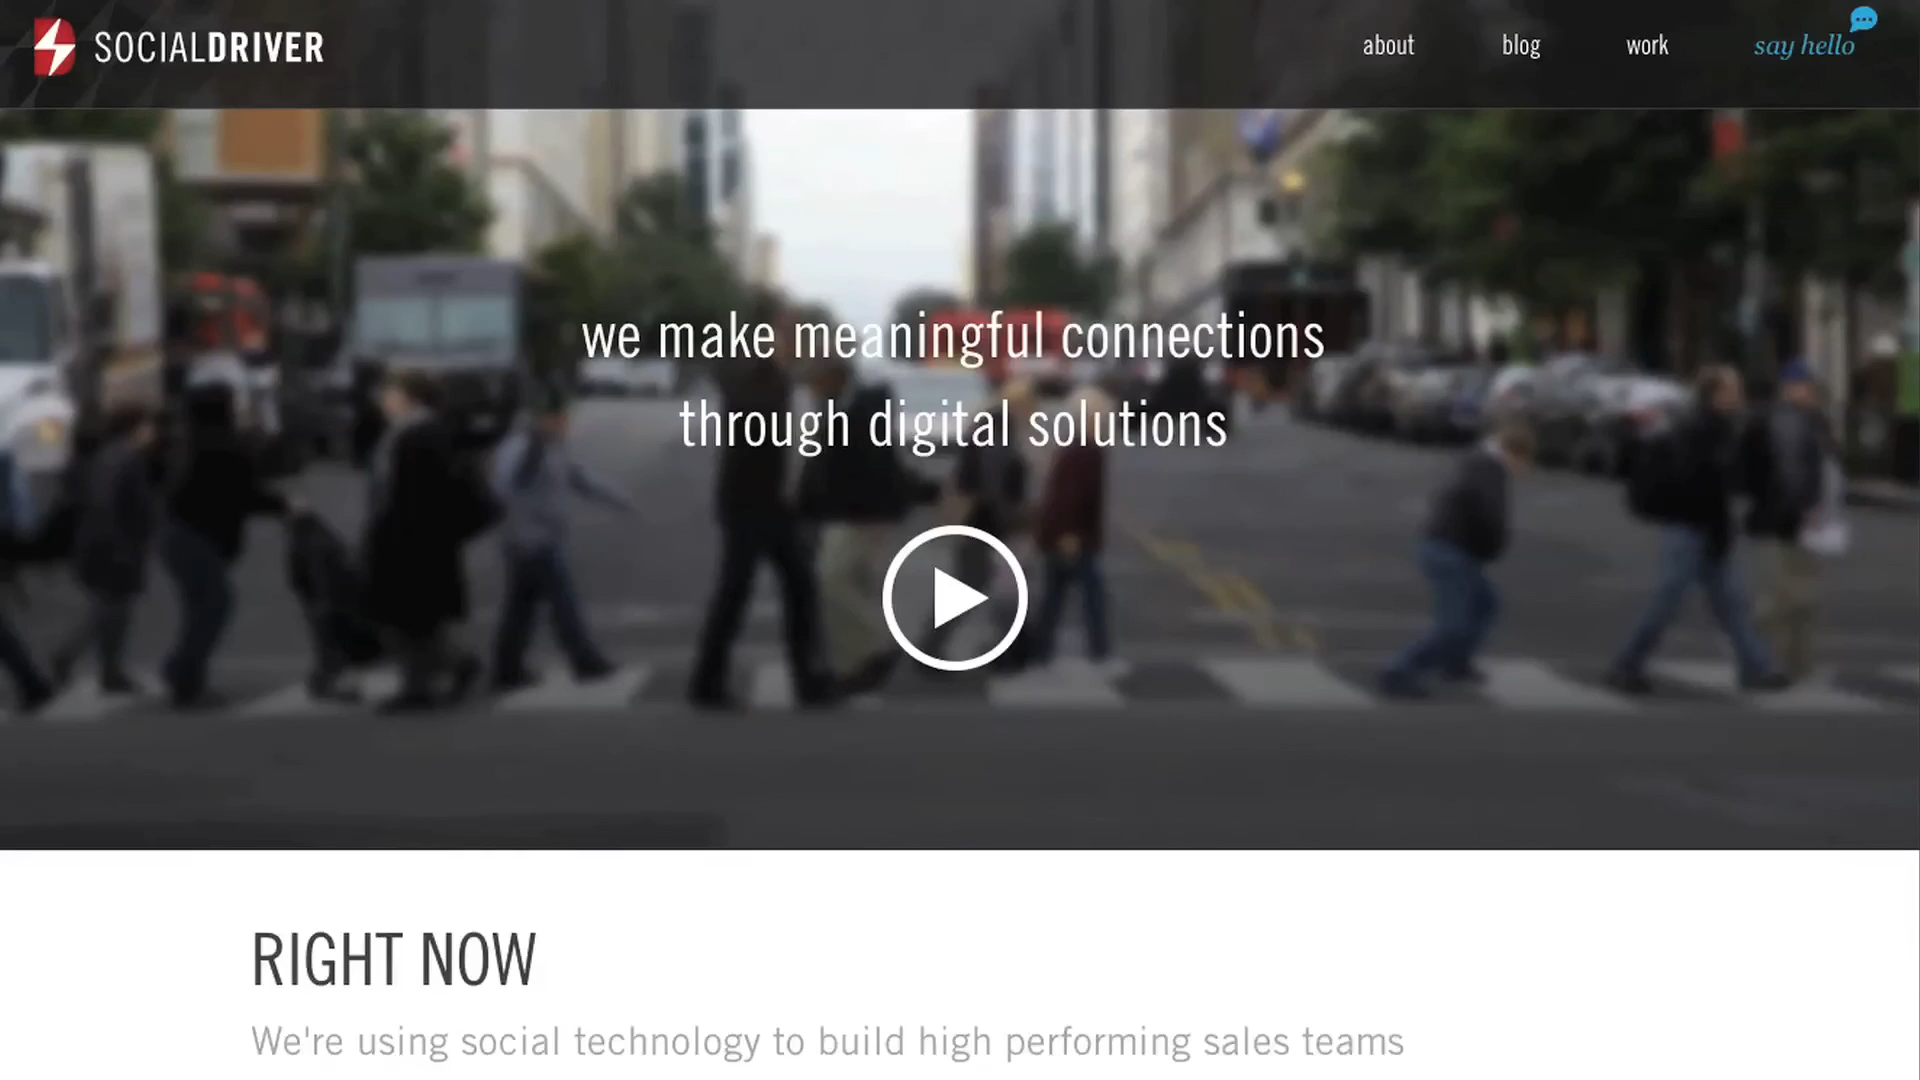 SOCIALDRIVER
about
blog
work
say hello
we make meaningful connections
through digital solutions
RIGHT NOW
We're using social technology to build high performing sales teams